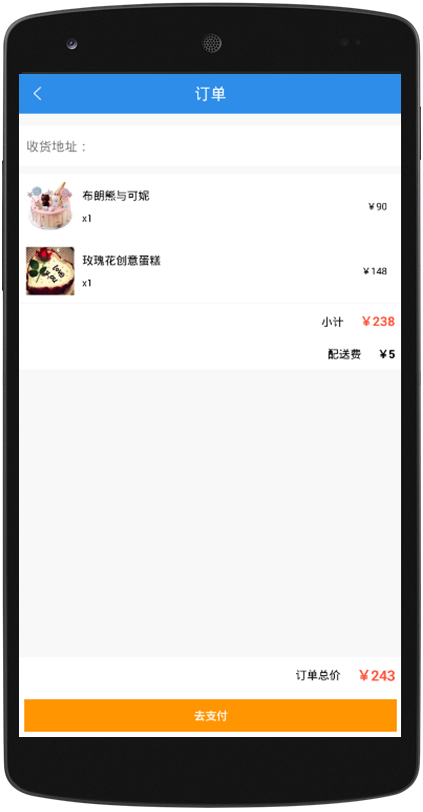 订单
收货地址：
布朗熊与可妮
x1
￥90
玫瑰花创意蛋糕
x1
￥148
小计 ￥238
配送费 ￥5
订单总价 ￥243
去支付